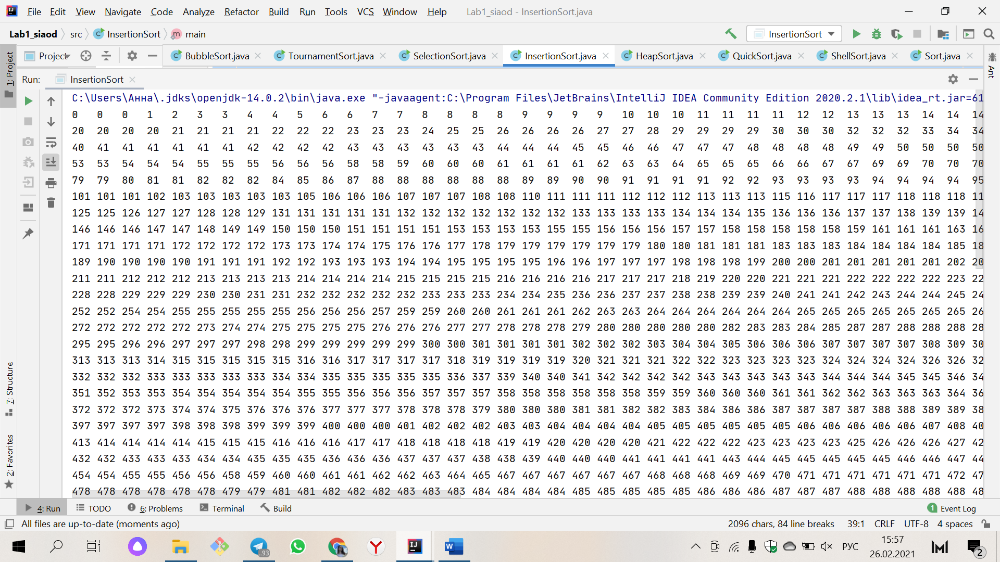 File Edit View Navigate Code Analyze Refactor Build Run Tools VCS Window Help Lab1_siaod - InsertionSort.java
Lab1_siaod src InsertionSort main InsertionSort
Project BubbleSort.java TournamentSort.java SelectionSort.java InsertionSort.java HeapSort.java QuickSort.java ShellSort.java Sort.java
1: Project
Ant
Run: InsertionSort
C:\Users\Анна\.jdks\openjdk-14.0.2\bin\java.exe "-javaagent:C:\Program Files\JetBrains\IntelliJ IDEA Community Edition 2020.2.1\lib\idea_rt.jar=61
0 0 0 1 2 3 3 4 4 5 6 6 7 7 8 8 8 8 9 9 9 9 10 10 10 11 11 11 11 12 12 13 13 13 14 14 14
20 20 20 20 21 21 21 21 22 22 22 23 23 23 24 25 25 26 26 26 26 27 27 28 29 29 29 29 30 30 30 32 32 32 33 34 34
40 41 41 41 41 41 41 42 42 42 42 43 43 43 43 43 43 44 44 44 45 45 46 46 47 47 47 48 48 48 48 49 49 50 50 50 50
53 53 54 54 54 55 55 55 56 56 56 58 58 59 60 60 60 61 61 61 61 62 63 63 64 65 65 65 66 66 67 67 69 69 70 70 70
79 79 80 81 81 82 82 82 84 85 86 87 88 88 88 88 88 88 89 89 90 90 91 91 91 91 92 92 93 93 93 93 94 94 94 94 95
101 101 101 102 103 103 103 103 103 105 106 106 106 107 107 107 108 108 110 111 111 111 112 112 112 113 113 113 115 116 117 117 117 118 118 118 11
125 125 126 127 127 128 128 129 131 131 131 131 131 132 132 132 132 132 132 132 133 133 133 133 134 134 134 135 136 136 136 137 137 138 139 139 14
146 146 146 147 147 148 149 149 150 150 150 151 151 151 151 153 153 153 153 155 155 156 156 156 157 157 158 158 158 158 158 159 161 161 161 163 16
171 171 171 171 172 172 172 172 173 173 174 174 175 176 176 177 178 179 179 179 179 179 179 180 180 181 181 181 183 183 183 184 184 184 184 185 18
189 190 190 190 190 191 191 191 192 192 193 193 193 194 194 195 195 195 195 196 196 197 197 197 198 198 198 199 200 200 201 201 201 201 201 202 20
211 211 212 212 212 213 213 213 213 214 214 214 214 215 215 215 215 216 216 216 216 217 217 217 218 219 220 220 221 221 221 222 222 222 222 223 22
228 228 229 229 229 230 230 231 231 232 232 232 232 232 233 233 233 234 234 235 236 236 237 237 238 238 239 239 240 241 241 242 243 244 244 245 24
252 252 254 254 255 255 255 255 255 256 256 256 257 259 259 260 260 261 261 261 262 263 263 264 264 264 264 264 264 265 265 265 265 265 265 265 26
272 272 272 272 272 273 274 274 275 275 275 275 276 276 276 277 277 278 278 278 279 280 280 280 280 280 282 283 283 284 285 287 287 288 288 288 28
295 295 296 296 297 297 297 298 298 299 299 299 299 299 300 300 301 301 301 301 302 302 302 303 304 304 305 306 306 306 307 307 307 307 308 309 30
313 313 313 314 315 315 315 315 315 316 316 317 317 317 317 318 319 319 319 319 320 321 321 321 322 322 323 323 323 323 324 324 324 324 326 326 32
332 332 332 333 333 333 333 333 334 334 335 335 335 335 335 336 337 339 340 340 341 342 342 342 342 343 343 343 343 343 344 344 344 345 345 346 34
351 352 353 353 354 354 354 354 354 355 355 356 356 356 357 357 357 358 358 358 358 358 358 359 359 360 360 360 361 361 362 362 363 363 363 364 36
372 372 372 373 374 374 375 376 376 376 377 377 377 378 378 378 379 380 380 380 381 381 382 382 383 384 386 386 387 387 387 387 388 388 389 389 38
397 397 397 397 398 398 398 399 399 399 400 400 400 401 402 402 402 403 403 404 404 404 404 405 405 405 405 405 405 406 406 406 406 406 407 408 40
413 414 414 414 414 415 415 415 416 416 416 417 417 418 418 418 418 419 419 420 420 420 420 421 422 422 422 423 423 423 423 425 426 426 426 427 42
432 432 433 433 433 434 434 435 435 435 436 436 436 437 437 437 438 438 439 440 440 440 441 441 441 441 443 444 445 445 445 445 445 446 446 447 44
454 454 455 455 456 456 458 459 460 460 461 461 462 462 463 464 465 467 467 467 467 467 467 468 468 468 469 469 470 471 471 471 471 471 471 472 47
478 478 478 478 478 478 479 479 481 481 482 482 482 483 483 483 484 484 484 484 485 485 485 485 485 486 486 486 487 487 487 488 488 488 488 488 48
7: Structure
2: Favorites
4: Run TODO 6: Problems Terminal Build 1 Event Log
All files are up-to-date (moments ago) 2096 chars, 84 line breaks 39:1 CRLF UTF-8 4 spaces
..93 РУС 15:57
26.02.2021 2